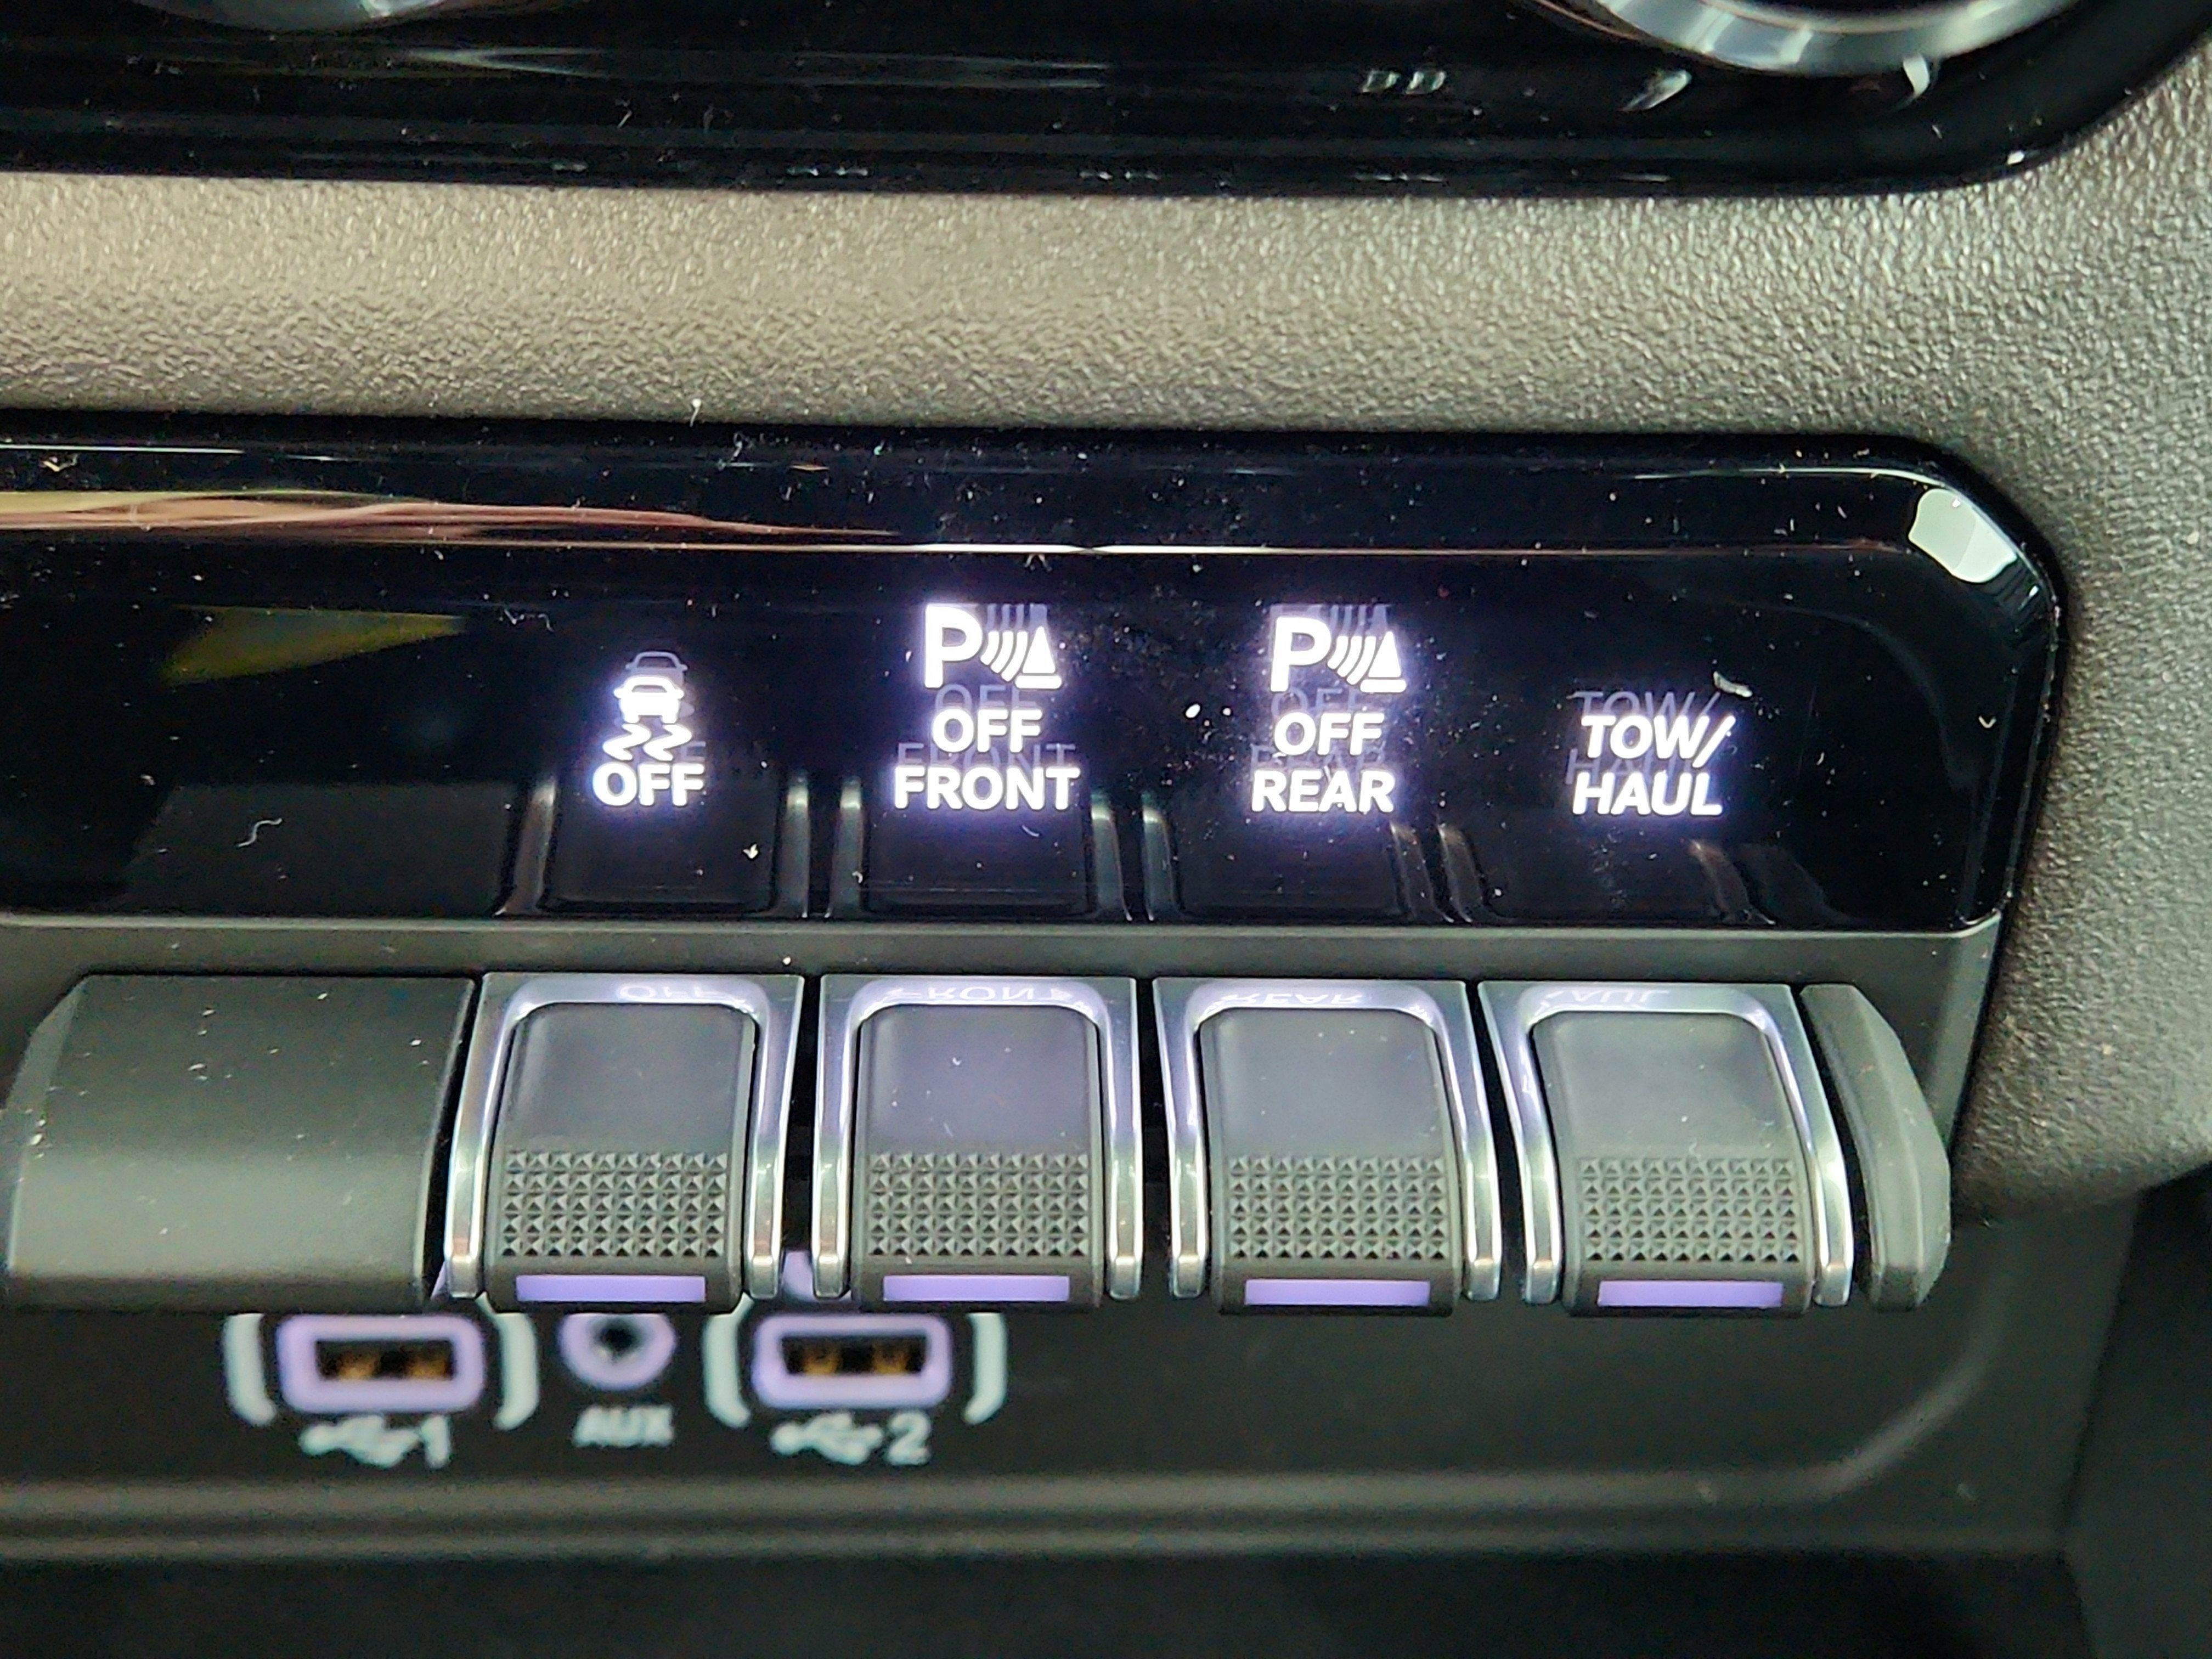 P P
OFF OFF OFF TOW/
FRONT REAR HAUL
1 AUX 2